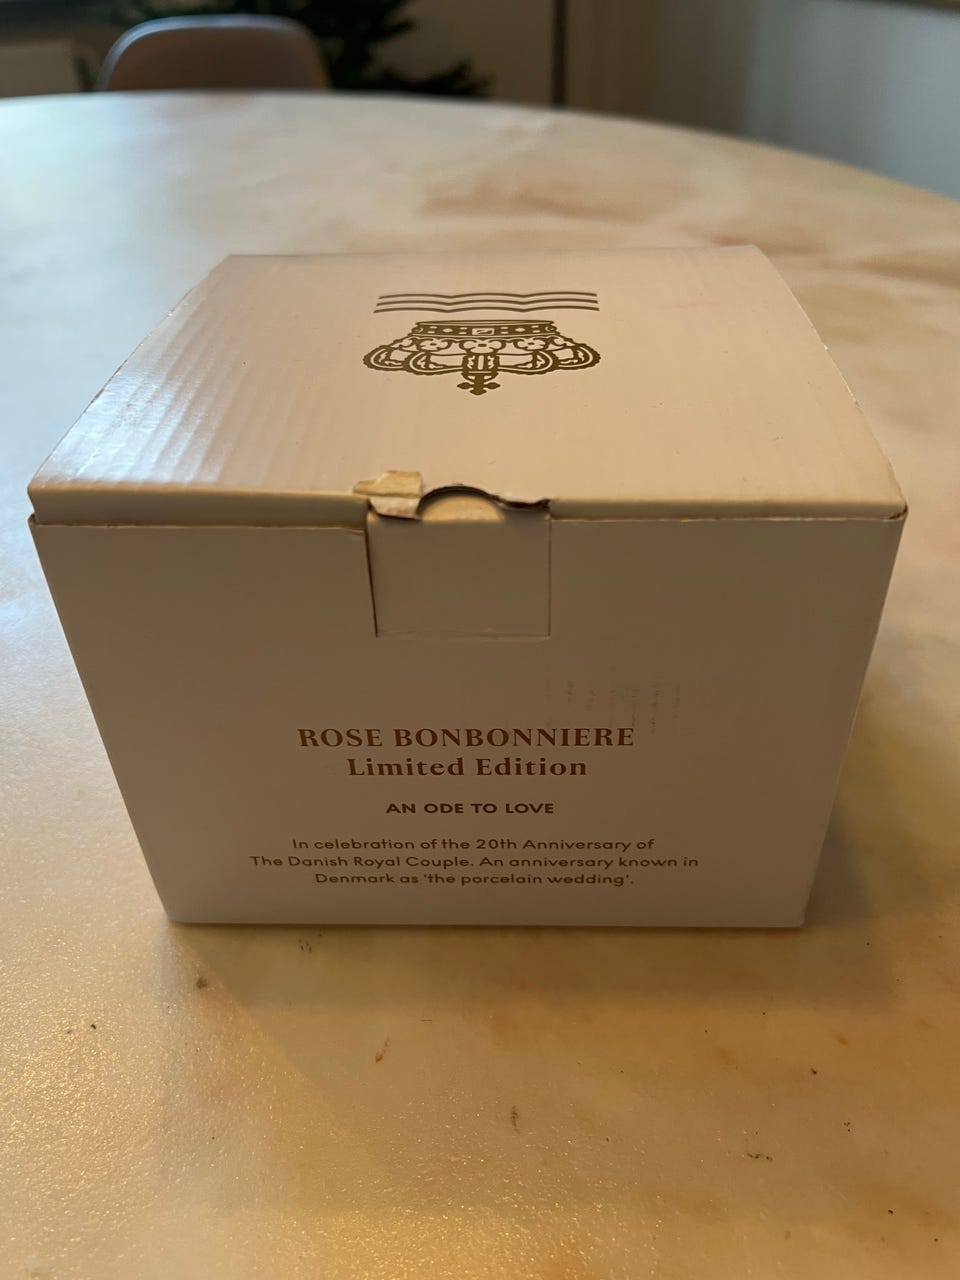 ROSE BONBONNIERE
Limited Edition
AN ODE TO LOVE
In celebration of the 20th Anniversary of
The Danish Royal Couple. An anniversary known in
Denmark as 'the porcelain wedding'.